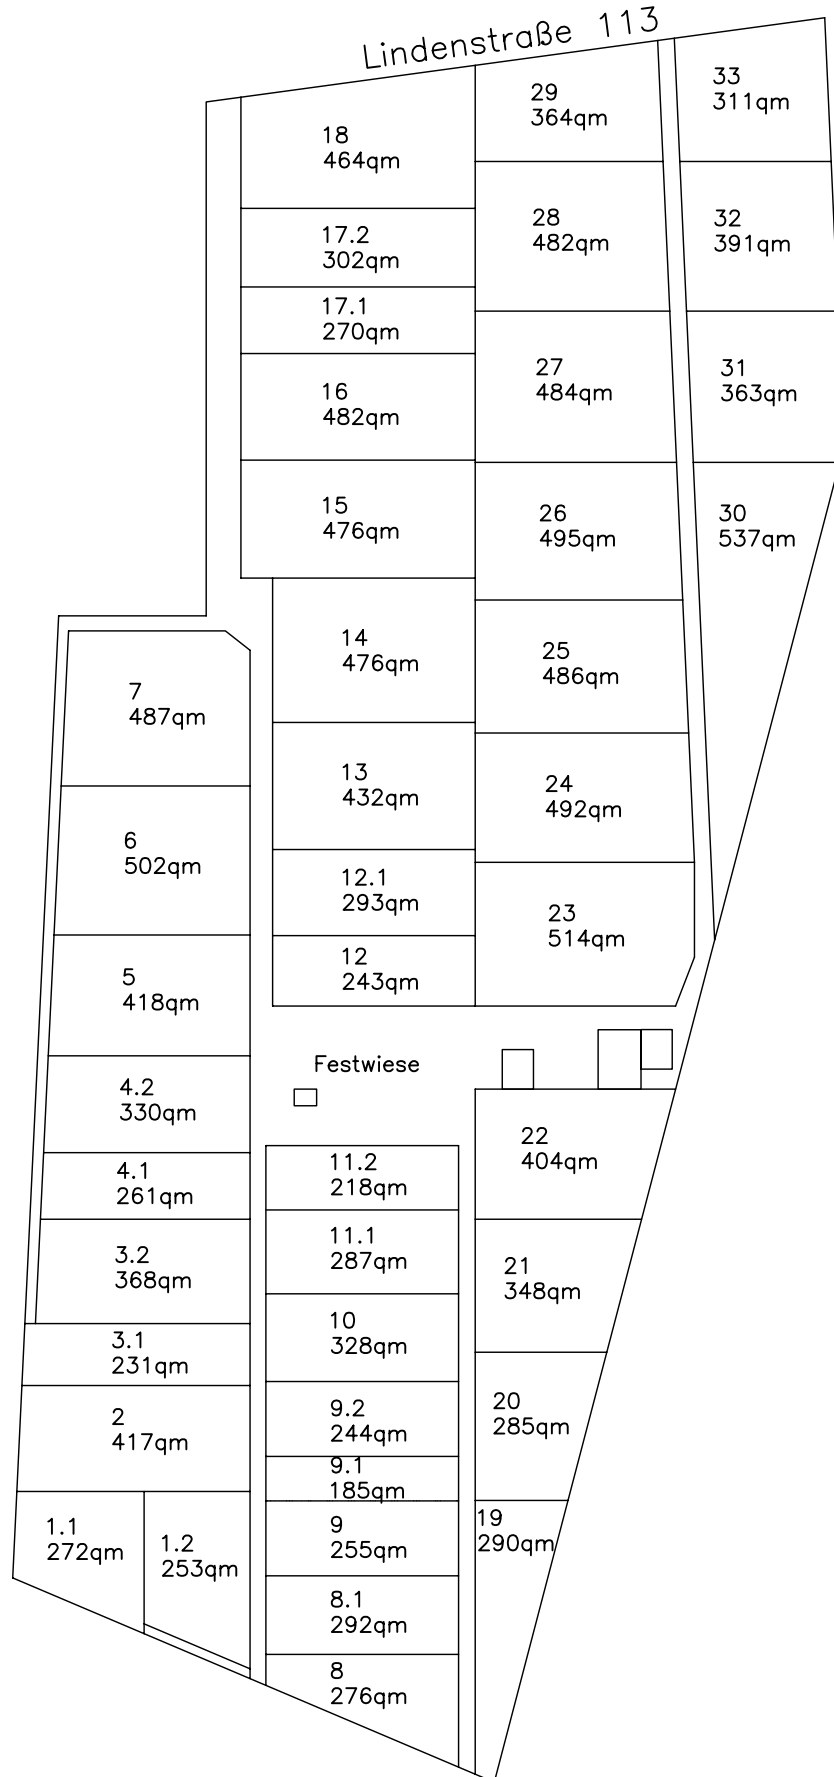 Lindenstraße 113
18
464qm
17.2
302qm
17.1
270qm
16
482qm
15
476qm
14
476qm
13
432qm
12.1
293qm
12
243qm
29
364qm
28
482qm
27
484qm
26
495qm
25
486qm
24
492qm
23
514qm
33
311qm
32
391qm
31
363qm
30
537qm
7
487qm
6
502qm
5
418qm
4.2
330qm
4.1
261qm
3.2
368qm
3.1
231qm
2
417qm
1.1
272qm
1.2
253qm
Festwiese
11.2
218qm
11.1
287qm
10
328qm
9.2
244qm
9.1
185qm
9
255qm
8.1
292qm
8
276qm
22
404qm
21
348qm
20
285qm
19
290qm